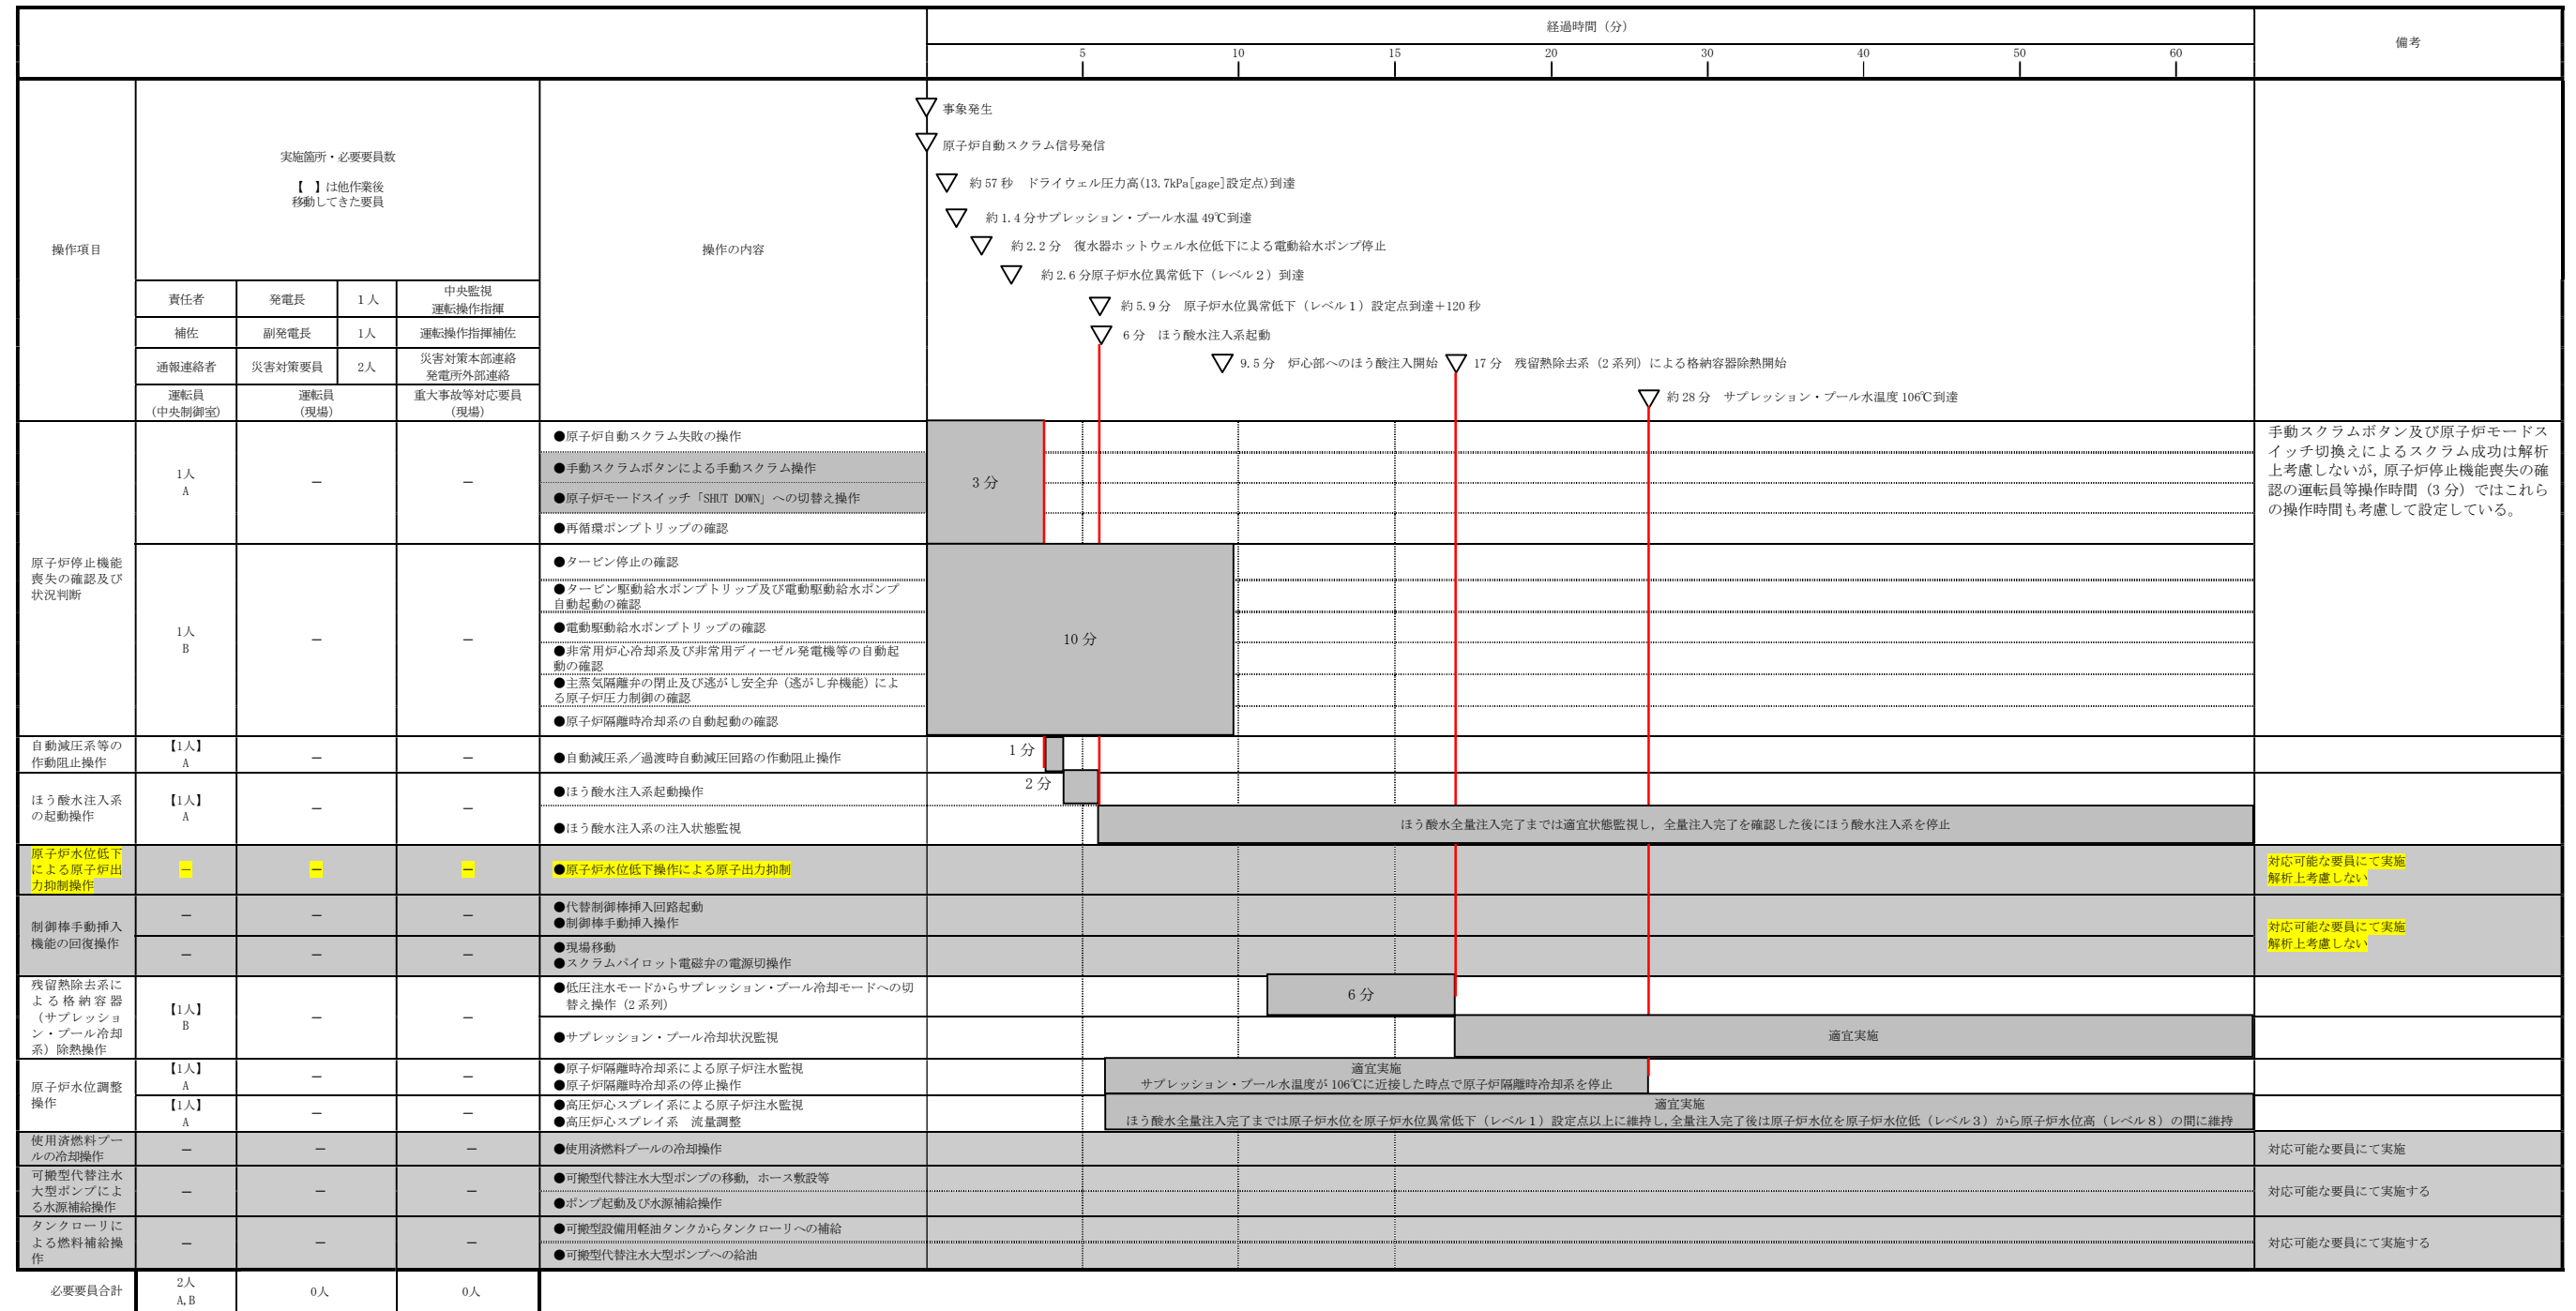 経過時間（分）
備考
5
10
15
20
30
40
50
60
操作項目
実施箇所・必要要員数
【　】は他作業後
移動してきた要員
操作の内容
責任者
発電長
1人
中央監視
運転操作指揮
補佐
副発電長
1人
運転操作指揮補佐
通報連絡者
災害対策要員
2人
災害対策本部連絡
発電所外部連絡
運転員
（中央制御室）
運転員
（現場）
重大事故等対応要員
（現場）
事象発生
原子炉自動スクラム信号発信
約57秒　ドライウェル圧力高(13.7kPa[gage]設定点)到達
約1.4分サプレッション・プール水温49℃到達
約2.2分　復水器ホットウェル水位低下による電動給水ポンプ停止
約2.6分原子炉水位異常低下（レベル２）到達
約5.9分　原子炉水位異常低下（レベル１）設定点到達＋120秒
6分　ほう酸水注入系起動
9.5分　炉心部へのほう酸注入開始
17分　残留熱除去系（2系列）による格納容器除熱開始
約28分　サプレッション・プール水温度106℃到達
原子炉停止機能
喪失の確認及び
状況判断
1人
A
－
－
●原子炉自動スクラム失敗の操作
●手動スクラムボタンによる手動スクラム操作
●原子炉モードスイッチ「SHUT DOWN」への切替え操作
●再循環ポンプトリップの確認
3分
手動スクラムボタン及び原子炉モードス
イッチ切換えによるスクラム成功は解析
上考慮しないが，原子炉停止機能喪失の確
認の運転員等操作時間（3分）ではこれら
の操作時間も考慮して設定している。
1人
B
－
－
●タービン停止の確認
●タービン駆動給水ポンプトリップ及び電動駆動給水ポンプ
自動起動の確認
●電動駆動給水ポンプトリップの確認
●非常用炉心冷却系及び非常用ディーゼル発電機等の自動起
動の確認
●主蒸気隔離弁の閉止及び逃がし安全弁（逃がし弁機能）によ
る原子炉圧力制御の確認
●原子炉隔離時冷却系の自動起動の確認
10分
自動減圧系等の
作動阻止操作
【1人】
A
－
－
●自動減圧系／過渡時自動減圧回路の作動阻止操作
1分
ほう酸水注入系
の起動操作
【1人】
A
－
－
●ほう酸水注入系起動操作
2分
●ほう酸水注入系の注入状態監視
ほう酸水全量注入完了までは適宜状態監視し，全量注入完了を確認した後にほう酸水注入系を停止
原子炉水位低下
による原子炉出
力抑制操作
－
－
－
●原子炉水位低下操作による原子出力抑制
対応可能な要員にて実施
解析上考慮しない
制御棒手動挿入
機能の回復操作
－
－
－
●代替制御棒挿入回路起動
●制御棒手動挿入操作
－
－
－
●現場移動
●スクラムパイロット電磁弁の電源切操作
対応可能な要員にて実施
解析上考慮しない
残留熱除去系に
よる格納容器
（サプレッショ
ン・プール冷却
系）除熱操作
【1人】
B
－
－
●低圧注水モードからサプレッション・プール冷却モードへの切
替え操作（2系列）
6分
●サプレッション・プール冷却状況監視
適宜実施
原子炉水位調整
操作
【1人】
A
－
－
●原子炉隔離時冷却系による原子炉注水監視
●原子炉隔離時冷却系の停止操作
適宜実施
サプレッション・プール水温度が106℃に近接した時点で原子炉隔離時冷却系を停止
【1人】
A
－
－
●高圧炉心スプレイ系による原子炉注水監視
●高圧炉心スプレイ系　流量調整
適宜実施
ほう酸水全量注入完了までは原子炉水位を原子炉水位異常低下（レベル１）設定点以上に維持し，全量注入完了後は原子炉水位を原子炉水位低（レベル３）から原子炉水位高（レベル８）の間に維持
使用済燃料プー
ルの冷却操作
－
－
－
●使用済燃料プールの冷却操作
対応可能な要員にて実施
可搬型代替注水
大型ポンプによ
る水源補給操作
－
－
－
●可搬型代替注水大型ポンプの移動，ホース敷設等
●ポンプ起動及び水源補給操作
対応可能な要員にて実施する
タンクローリに
よる燃料補給操
作
－
－
－
●可搬型設備用軽油タンクからタンクローリへの補給
●可搬型代替注水大型ポンプへの給油
対応可能な要員にて実施する
必要要員合計
2人
A,B
0人
0人